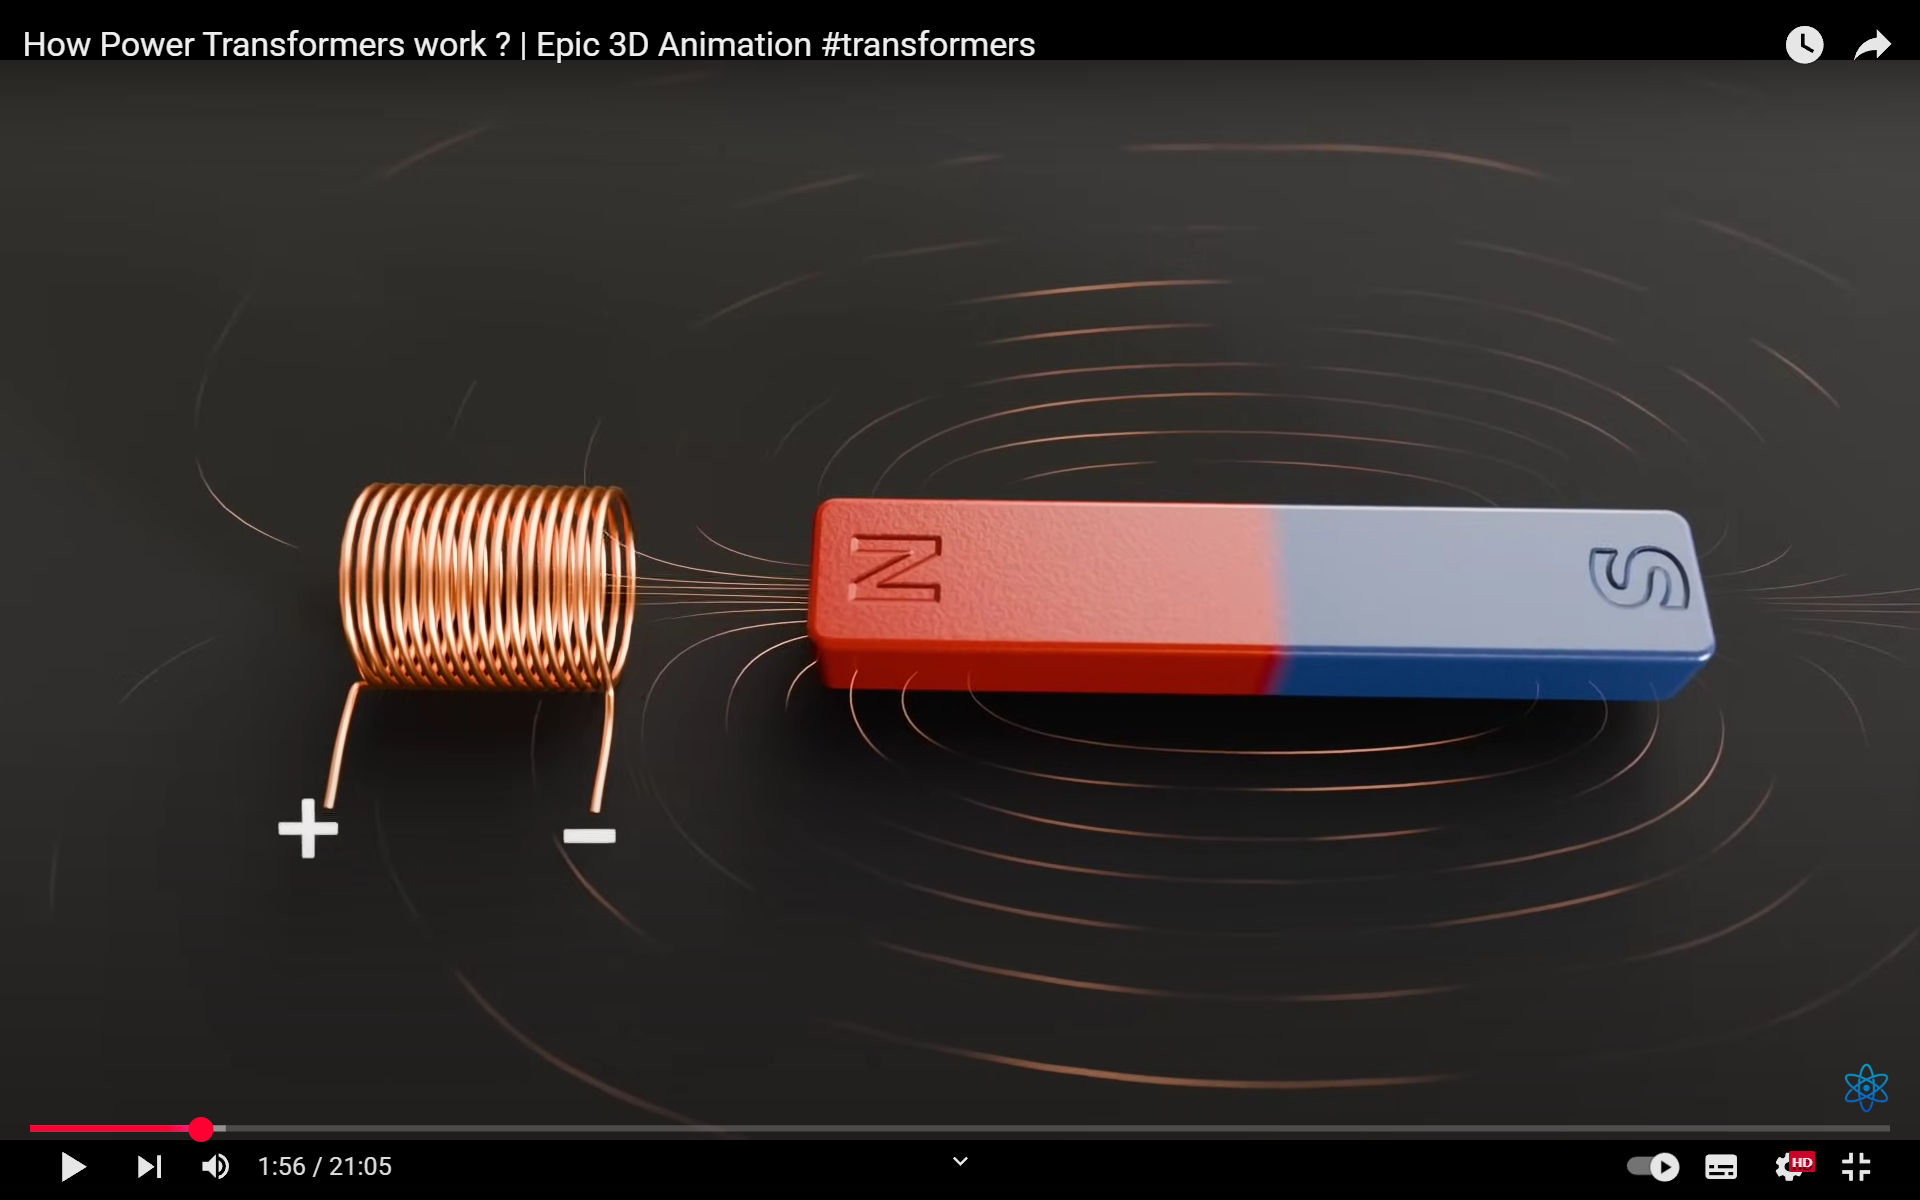 How Power Transformers work ? | Epic 3D Animation #transformers
N
S
+
−
1:56 / 21:05
HD